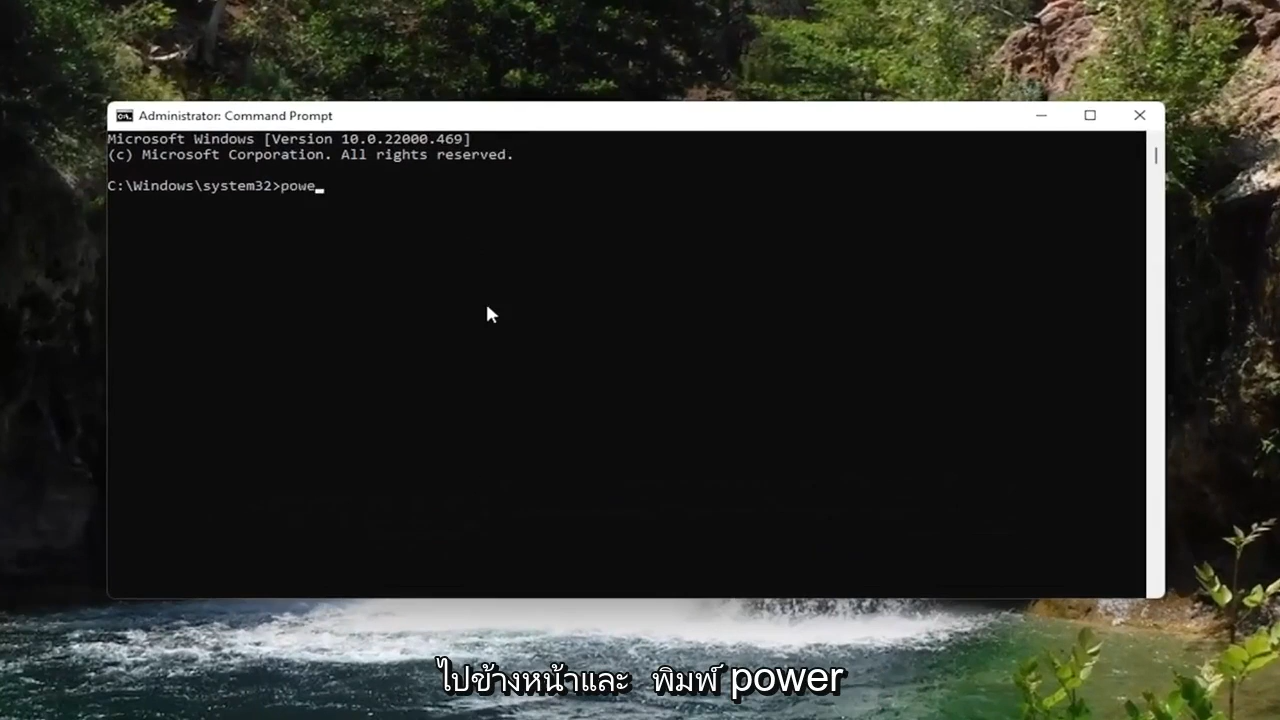 Administrator: Command Prompt
Microsoft Windows [Version 10.0.22000.469]
(c) Microsoft Corporation. All rights reserved.
C:\Windows\system32>powe
ไปข้างหน้าและ พิมพ์ power